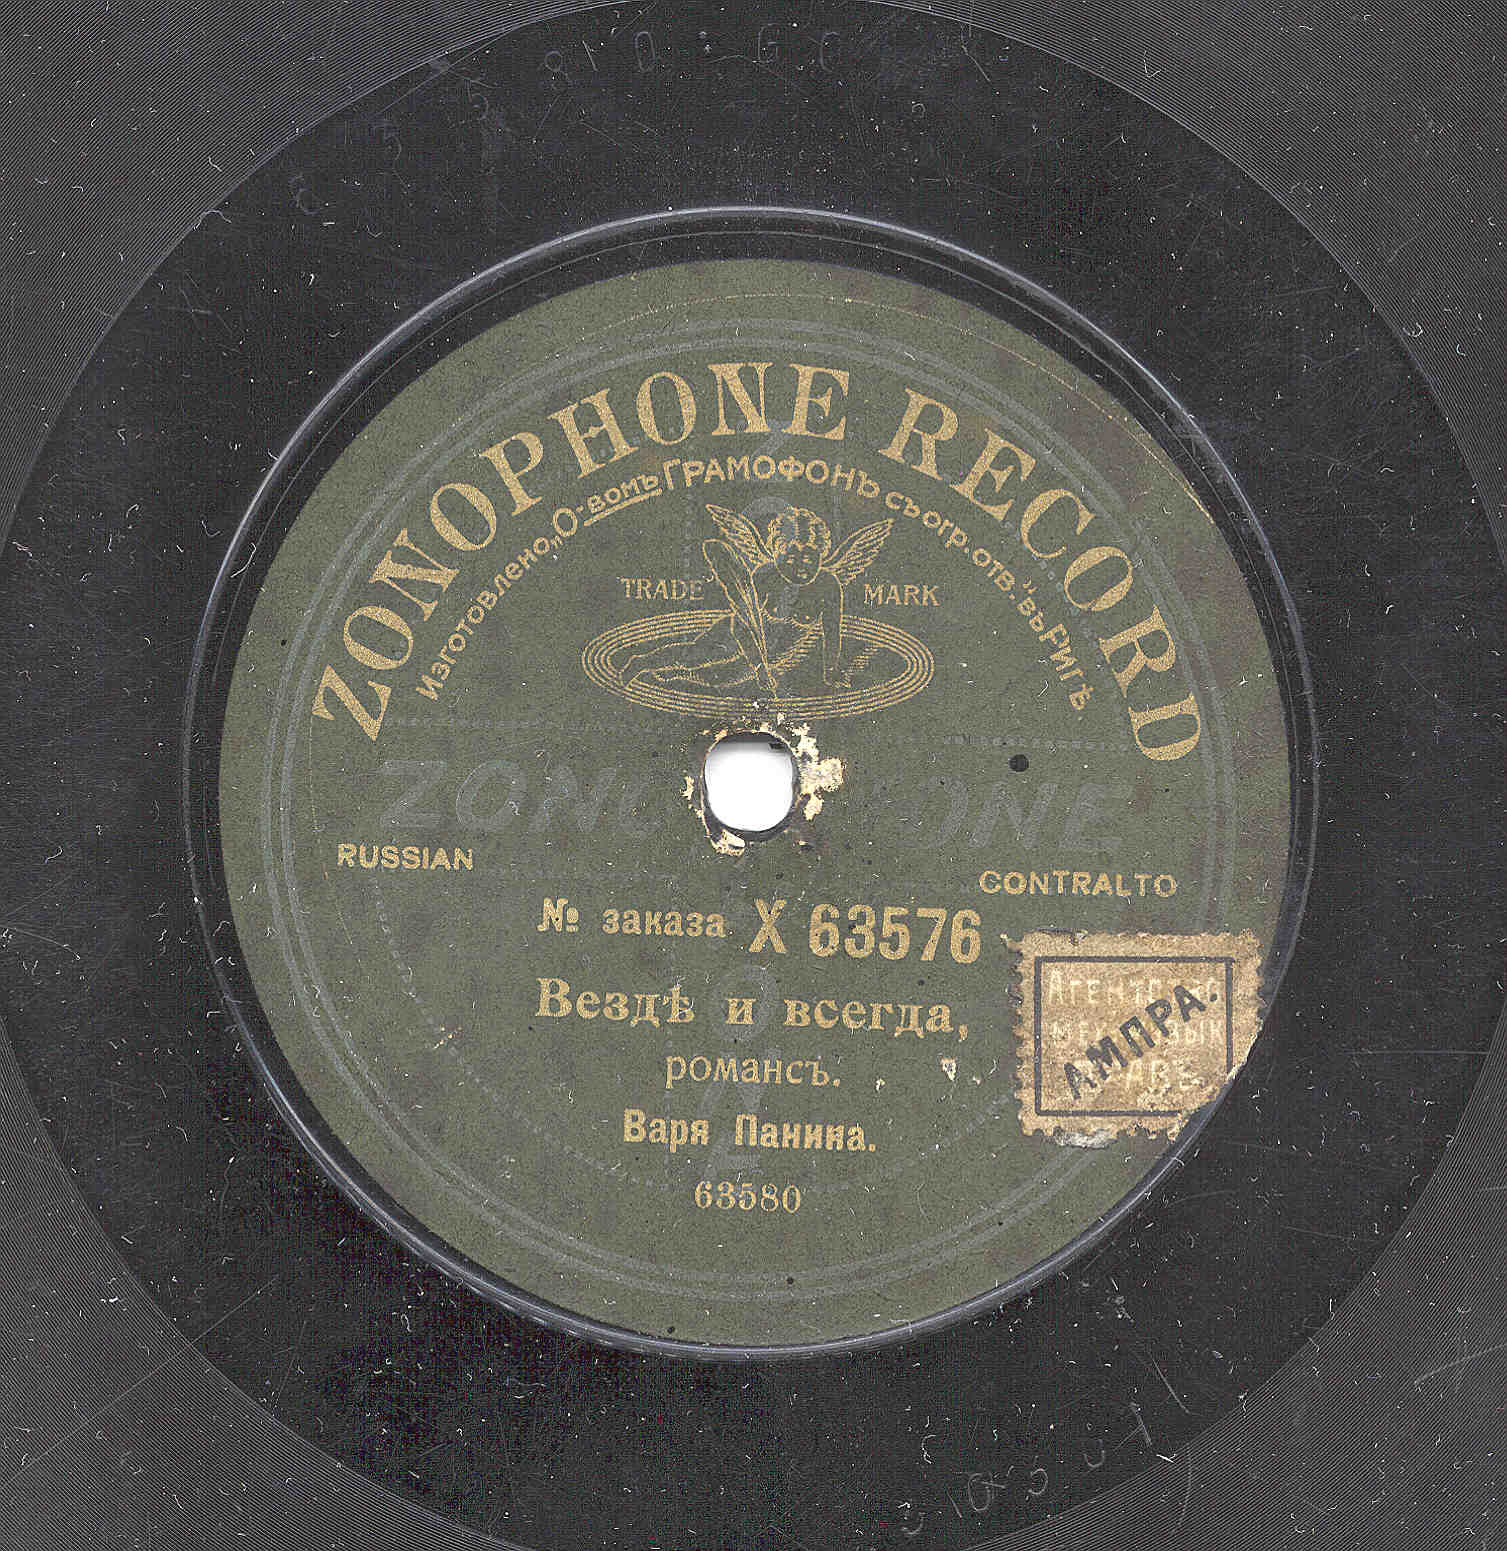 ZONOPHONE RECORD
Изготовлено „О-вомъ Грамофонъ съ огр. отв." въ Ригѣ.
TRADE MARK
ZONOPHONE
RUSSIAN
CONTRALTO
№ заказа X 63576
Вездѣ и всегда,
романсъ.
Варя Панина.
63580
А.М.П.Р.А.